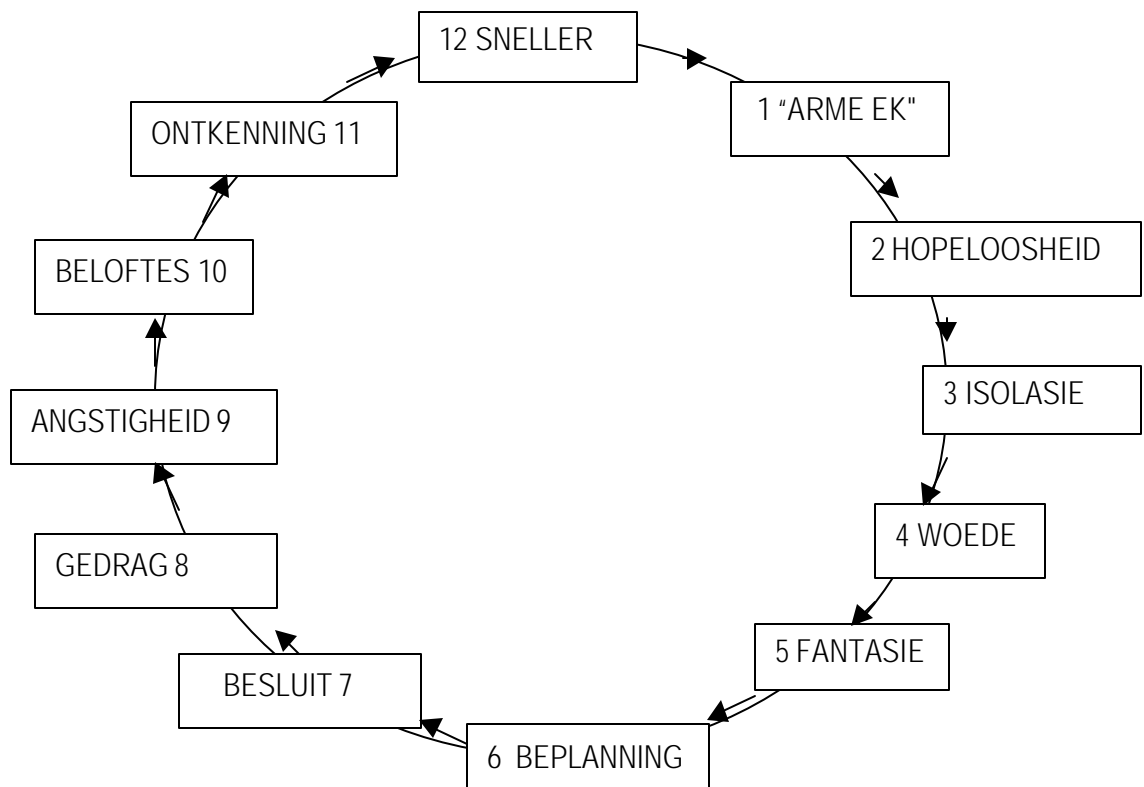 12 SNELLER
1 “ARME EK"
2 HOPELOOSHEID
3 ISOLASIE
4 WOEDE
5 FANTASIE
6 BEPLANNING
BESLUIT 7
GEDRAG 8
ANGSTIGHEID 9
BELOFTES 10
ONTKENNING 11